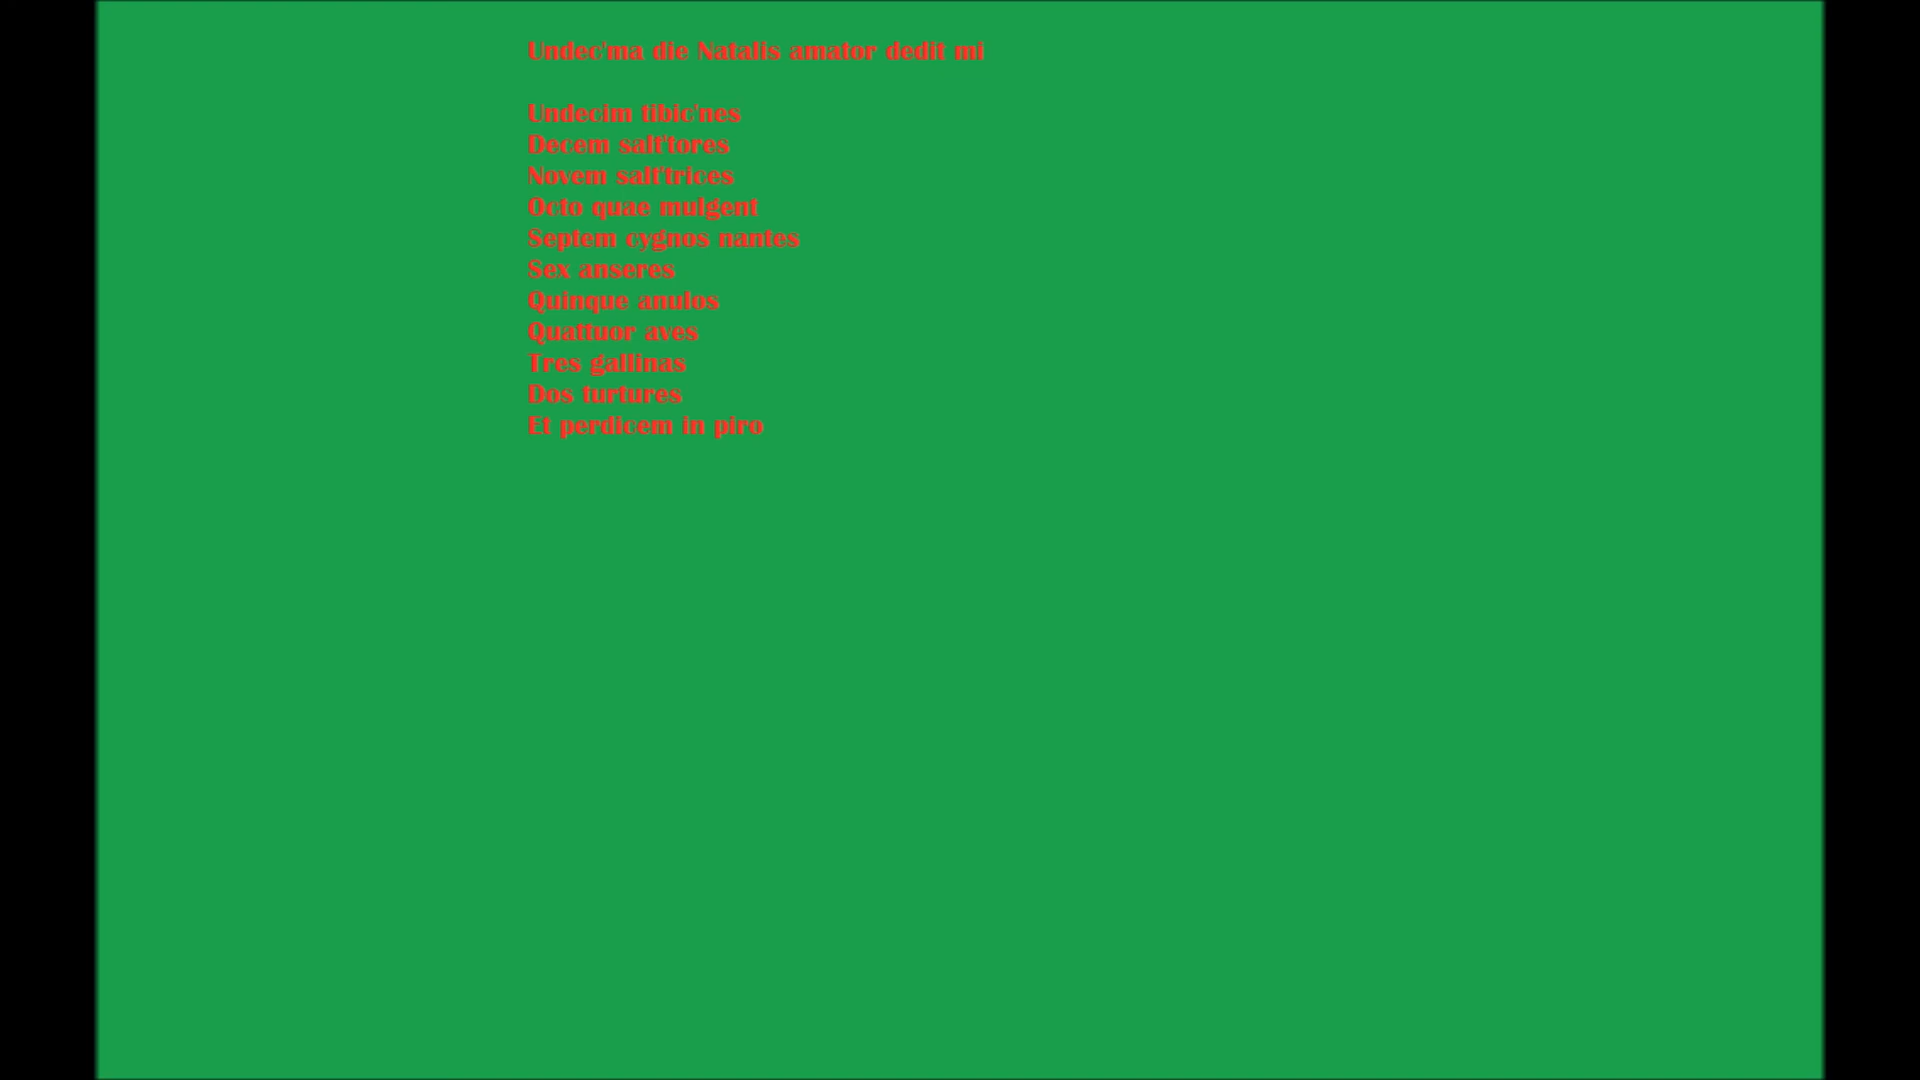 Undec'ma die Natalis amator dedit mi
Undecim tibic'nes
Decem salt'tores
Novem salt'trices
Octo quae mulgent
Septem cygnos nantes
Sex anseres
Quinque anulos
Quattuor aves
Tres gallinas
Dos turtures
Et perdicem in piro